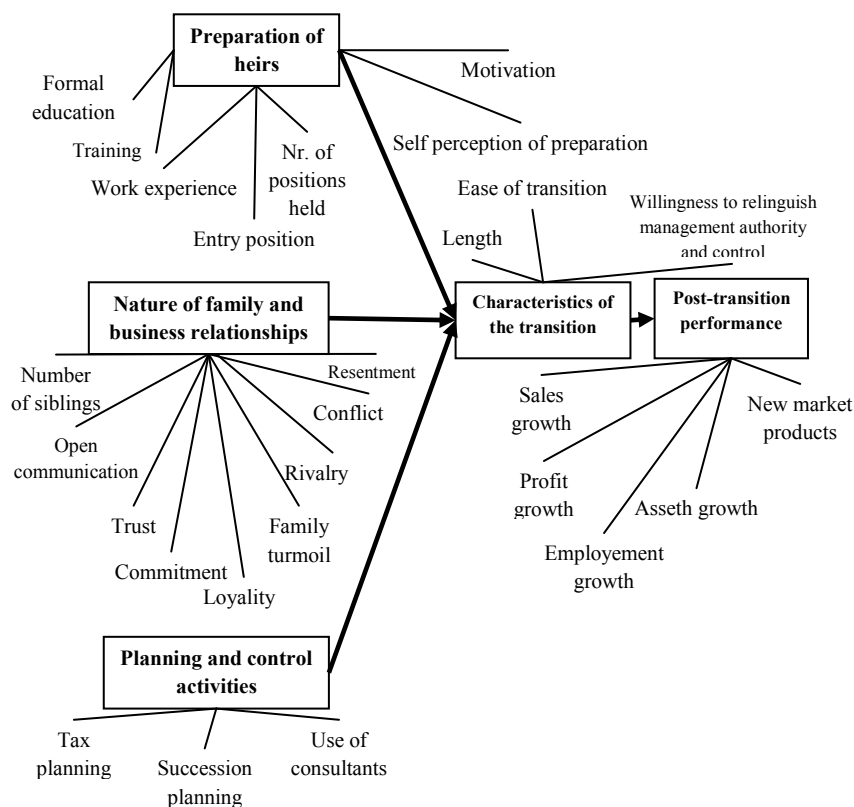 Preparation of
heirs
Formal
education
Training
Work experience
Entry position
Nr. of
positions
held
Motivation
Self perception of preparation
Ease of transition
Length
Willingness to relinguish
management authority
and control
Nature of family and
business relationships
Characteristics of
the transition
Post-transition
performance
Number
of siblings
Open
communication
Trust
Commitment
Loyality
Family
turmoil
Rivalry
Conflict
Resentment
Sales
growth
Profit
growth
Employement
growth
Asseth growth
New market
products
Planning and control
activities
Tax
planning
Succession
planning
Use of
consultants